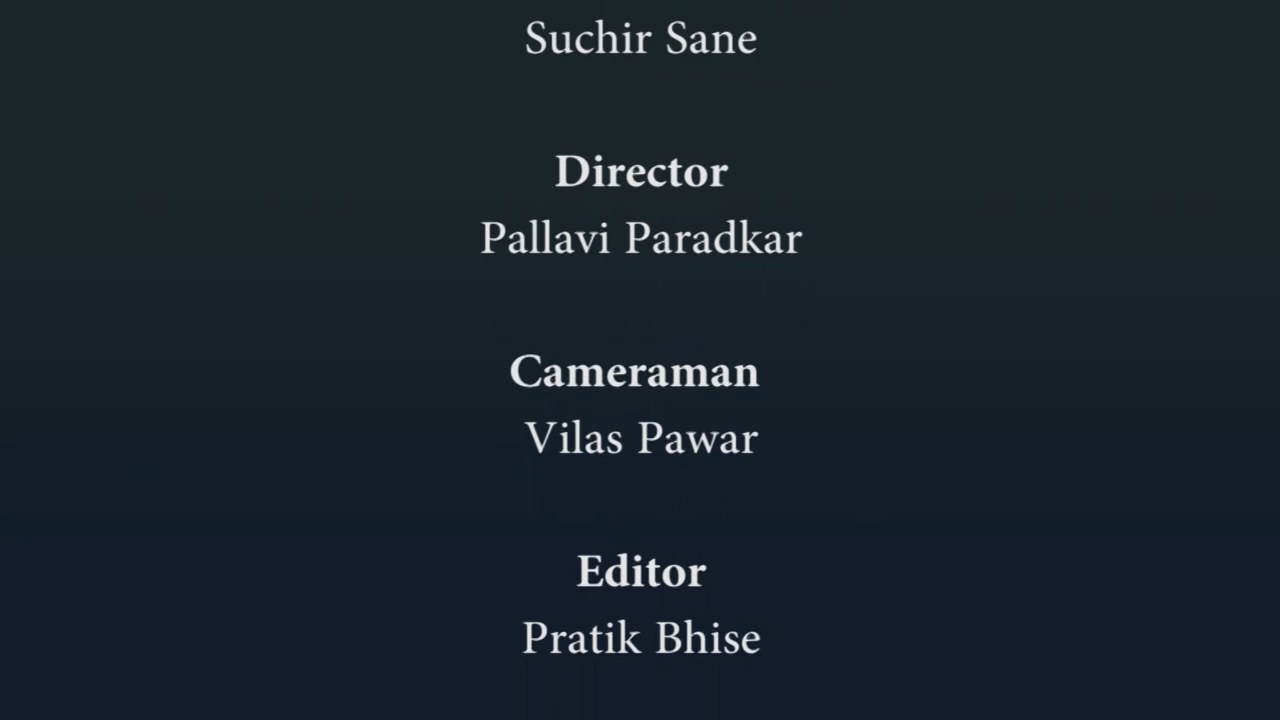 Suchir Sane
Director
Pallavi Paradkar
Cameraman
Vilas Pawar
Editor
Pratik Bhise